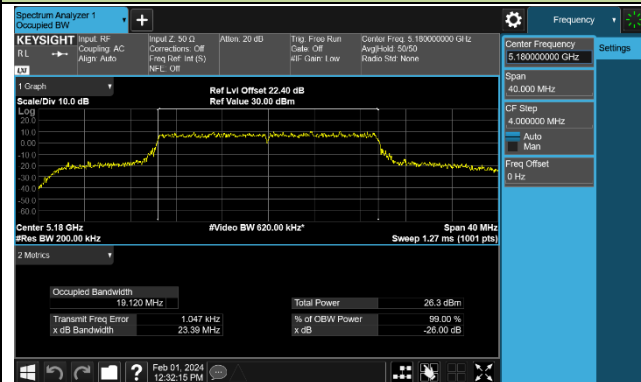 Spectrum Analyzer 1
Occupied BW
Frequency
KEYSIGHT
RL
LXI
Input: RF
Coupling: AC
Align: Auto
Input Z: 50 Ω
Corrections: Off
Freq Ref: Int (S)
NFE: Off
Atten: 20 dB
Trig: Free Run
Gate: Off
#IF Gain: Low
Center Freq: 5.180000000 GHz
Avg|Hold: 50/50
Radio Std: None
Center Frequency
5.180000000 GHz
Settings
Span
40.000 MHz
CF Step
4.000000 MHz
Auto
Man
Freq Offset
0 Hz
1 Graph
Scale/Div 10.0 dB
Ref Lvl Offset 22.40 dB
Ref Value 30.00 dBm
Log
20.0
10.0
0.00
-10.0
-20.0
-30.0
-40.0
-50.0
-60.0
Center 5.18 GHz
#Res BW 200.00 kHz
#Video BW 620.00 kHz*
Span 40 MHz
Sweep 1.27 ms (1001 pts)
2 Metrics
Occupied Bandwidth
19.120 MHz
Total Power 26.3 dBm
Transmit Freq Error 1.047 kHz
% of OBW Power 99.00 %
x dB Bandwidth 23.39 MHz
x dB -26.00 dB
?
Feb 01, 2024
12:32:15 PM